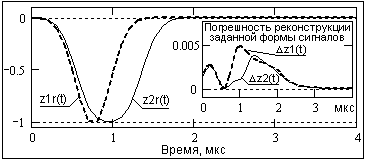 0
−0.5
−1
z1r(t)
z2r(t)
0 1 2 3 4
Время, мкс
Погрешность реконструкции
заданной формы сигналов
0.005
0
Δz1(t)
Δz2(t)
0 1 2 3 мкс